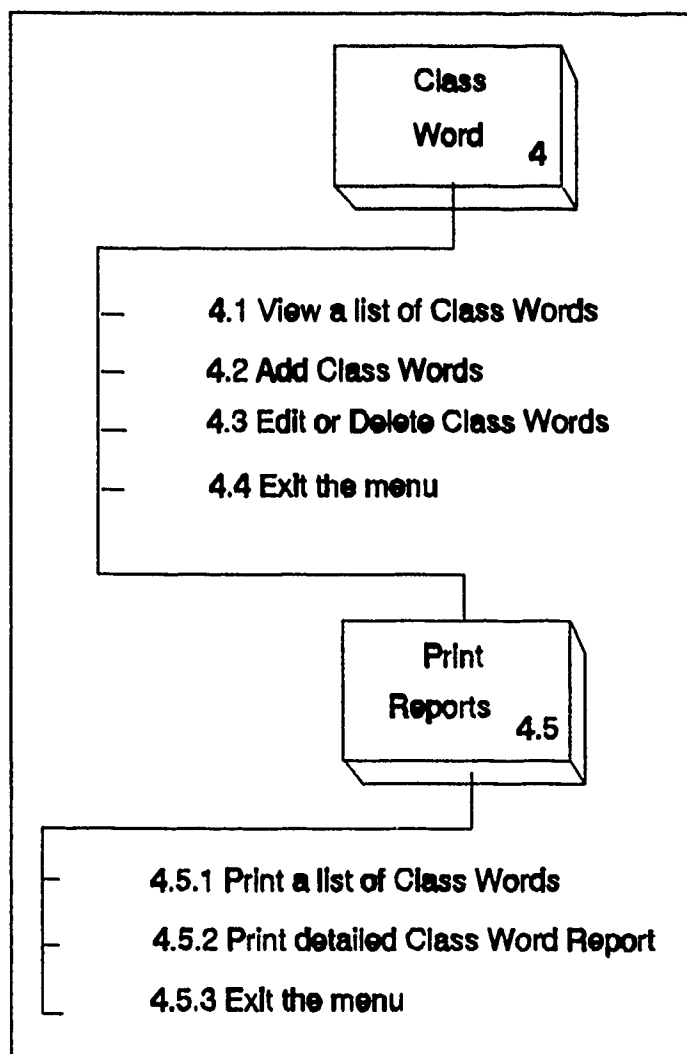 Class
Word
4
4.1 View a list of Class Words
4.2 Add Class Words
4.3 Edit or Delete Class Words
4.4 Exit the menu
Print
Reports
4.5
4.5.1 Print a list of Class Words
4.5.2 Print detailed Class Word Report
4.5.3 Exit the menu